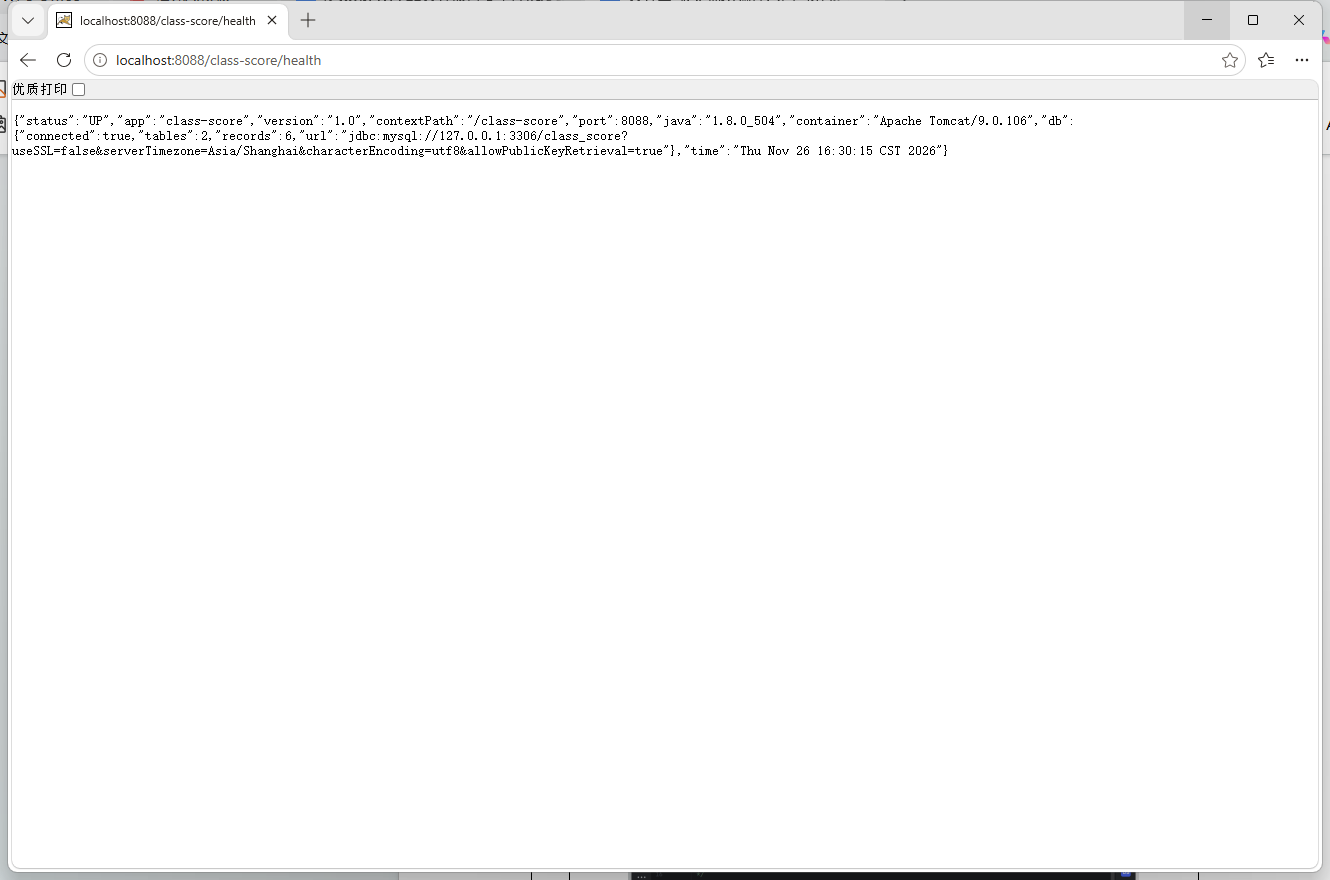 localhost:8088/class-score/health
localhost:8088/class-score/health
优质打印
{"status":"UP","app":"class-score","version":"1.0","contextPath":"/class-score","port":8088,"java":"1.8.0_504","container":"Apache Tomcat/9.0.106","db":
{"connected":true,"tables":2,"records":6,"url":"jdbc:mysql://127.0.0.1:3306/class_score?
useSSL=false&serverTimezone=Asia/Shanghai&characterEncoding=utf8&allowPublicKeyRetrieval=true"},"time":"Thu Nov 26 16:30:15 CST 2026"}